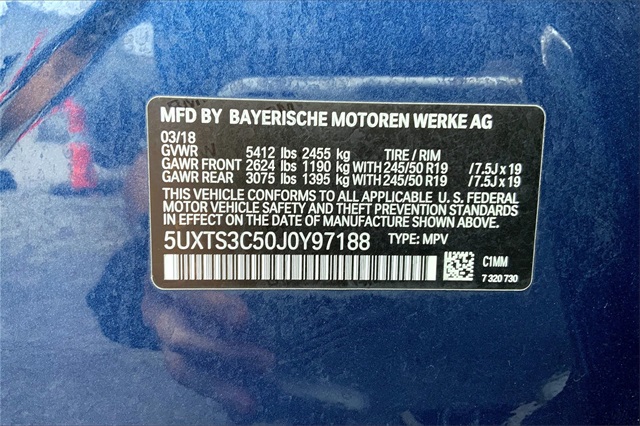 MFD BY BAYERISCHE MOTOREN WERKE AG
03/18
GVWR 5412 lbs 2455 kg TIRE / RIM
GAWR FRONT 2624 lbs 1190 kg WITH 245/50 R19 / 7.5J x 19
GAWR REAR 3075 lbs 1395 kg WITH 245/50 R19 / 7.5J x 19
THIS VEHICLE CONFORMS TO ALL APPLICABLE U. S. FEDERAL
MOTOR VEHICLE SAFETY AND THEFT PREVENTION STANDARDS
IN EFFECT ON THE DATE OF MANUFACTURE SHOWN ABOVE.
5UXTS3C50J0Y97188 TYPE: MPV
C1MM
7 320 730